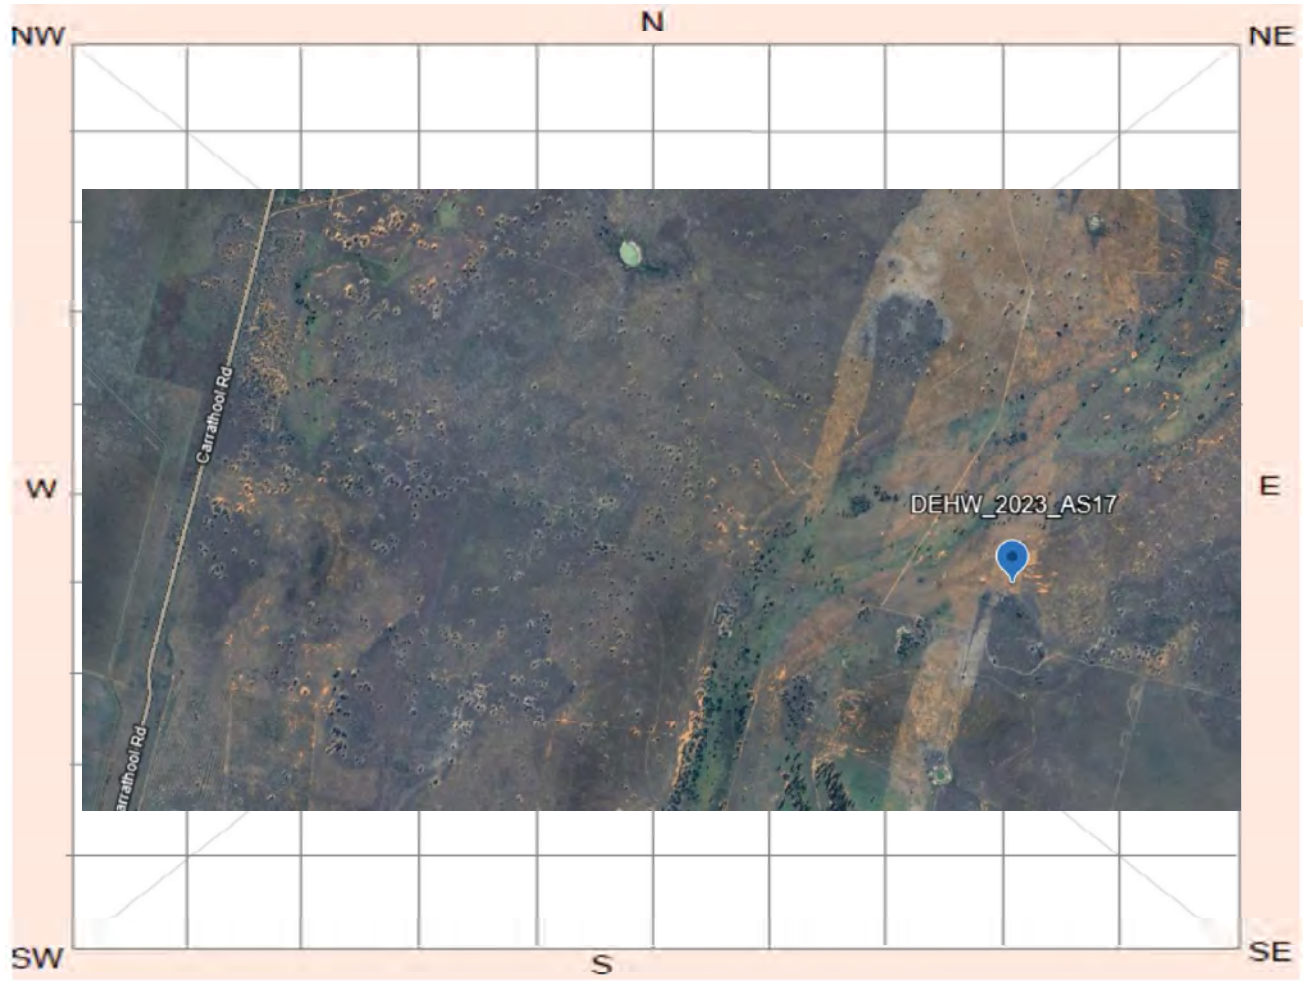 N
NW
NE
Carrathool Rd
W
E
DEHW_2023_AS17
arrathool Rd
SW
S
SE